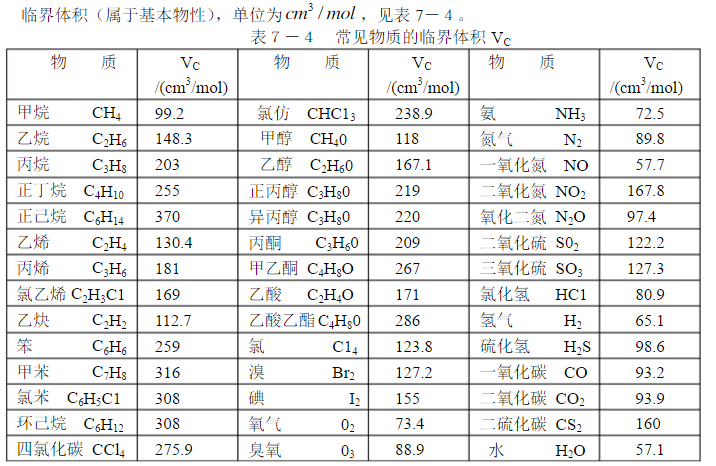 临界体积（属于基本物性），单位为 cm³/mol，见表7－4。
表7－4 常见物质的临界体积 V_C
物 质 V_C /(cm³/mol) 物 质 V_C /(cm³/mol) 物 质 V_C /(cm³/mol)
甲烷 CH₄ 99.2 氯仿 CHC1₃ 238.9 氨 NH₃ 72.5
乙烷 C₂H₆ 148.3 甲醇 CH₄0 118 氮气 N₂ 89.8
丙烷 C₃H₈ 203 乙醇 C₂H₆0 167.1 一氧化氮 NO 57.7
正丁烷 C₄H₁₀ 255 正丙醇 C₃H₈0 219 二氧化氮 NO₂ 167.8
正己烷 C₆H₁₄ 370 异丙醇 C₃H₈0 220 氧化二氮 N₂O 97.4
乙烯 C₂H₄ 130.4 丙酮 C₃H₆0 209 二氧化硫 S0₂ 122.2
丙烯 C₃H₆ 181 甲乙酮 C₄H₈O 267 三氧化硫 SO₃ 127.3
氯乙烯 C₂H₃C1 169 乙酸 C₂H₄O 171 氯化氢 HC1 80.9
乙炔 C₂H₂ 112.7 乙酸乙酯 C₄H₈0 286 氢气 H₂ 65.1
笨 C₆H₆ 259 氯 C1₄ 123.8 硫化氢 H₂S 98.6
甲苯 C₇H₈ 316 溴 Br₂ 127.2 一氧化碳 CO 93.2
氯苯 C₆H₅C1 308 碘 I₂ 155 二氧化碳 CO₂ 93.9
环己烷 C₆H₁₂ 308 氧气 0₂ 73.4 二硫化碳 CS₂ 160
四氯化碳 CCl₄ 275.9 臭氧 0₃ 88.9 水 H₂O 57.1